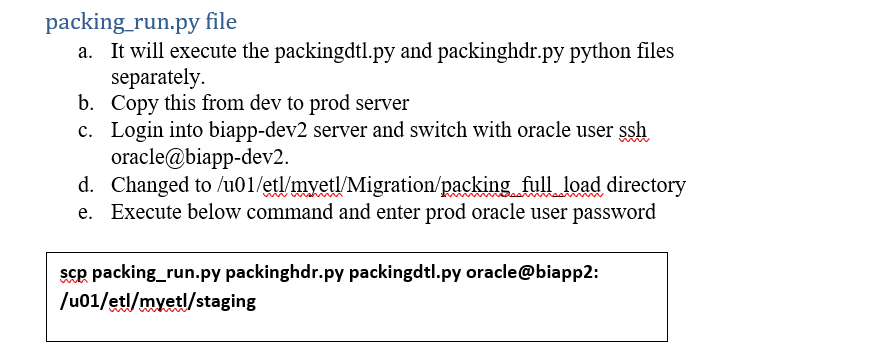 packing_run.py file
a. It will execute the packingdtl.py and packinghdr.py python files
separately.
b. Copy this from dev to prod server
c. Login into biapp-dev2 server and switch with oracle user ssh
oracle@biapp-dev2.
d. Changed to /u01/etl/myetl/Migration/packing_full_load directory
e. Execute below command and enter prod oracle user password
scp packing_run.py packinghdr.py packingdtl.py oracle@biapp2:
/u01/etl/myetl/staging